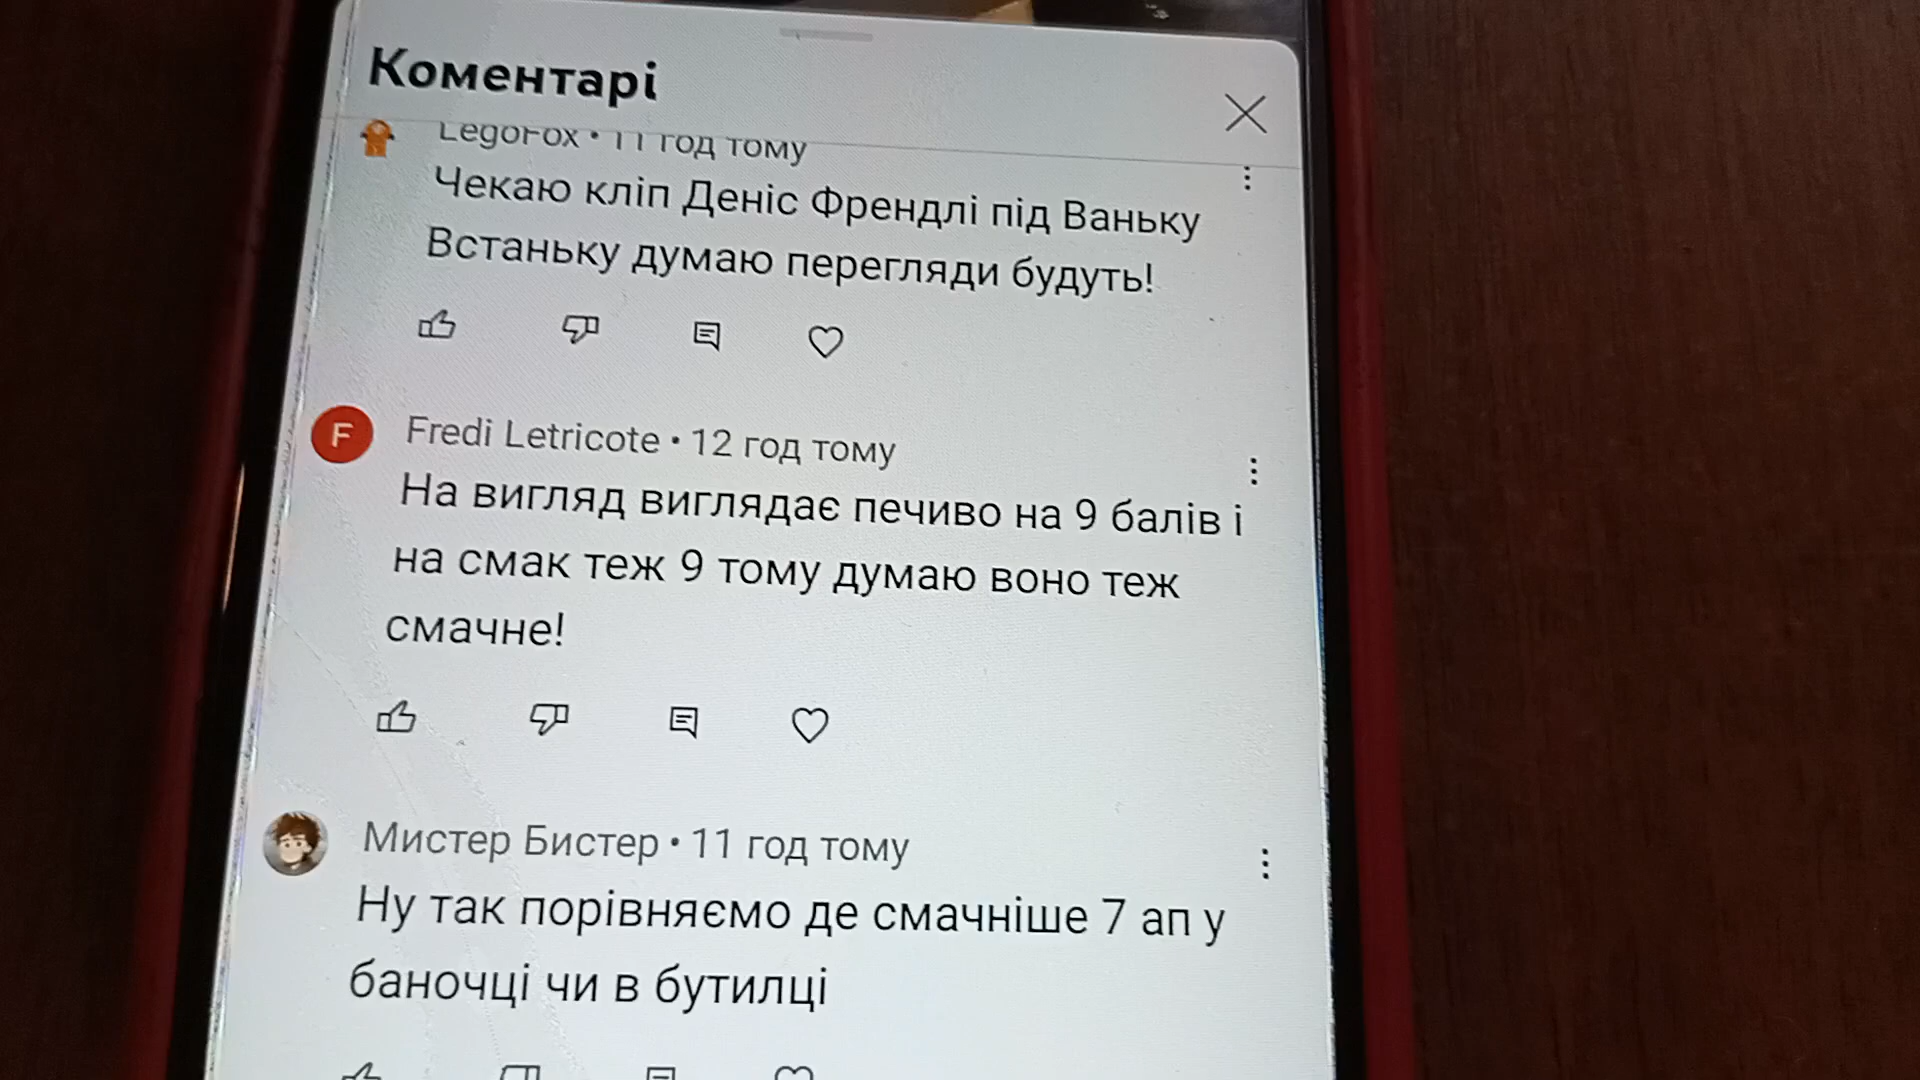 Коментарі
LegoFox • 11 год тому
Чекаю кліп Деніс Френдлі під Ваньку
Встаньку думаю перегляди будуть!
F
Fredi Letricote • 12 год тому
На вигляд виглядає печиво на 9 балів і
на смак теж 9 тому думаю воно теж
смачне!
Мистер Бистер • 11 год тому
Ну так порівняємо де смачніше 7 ап у
баночці чи в бутилці